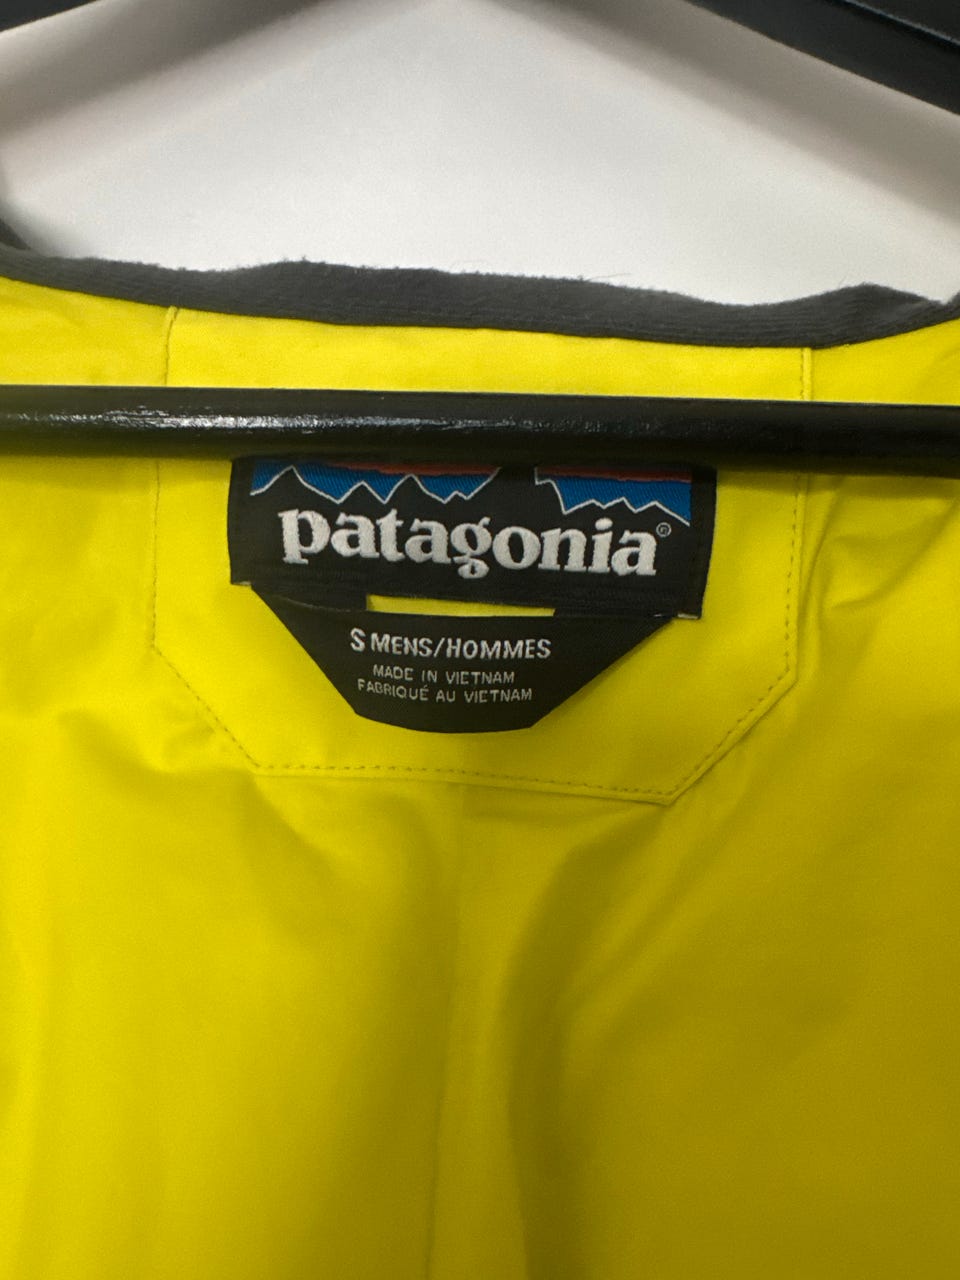 patagonia®
S MENS/HOMMES
MADE IN VIETNAM
FABRIQUÉ AU VIETNAM